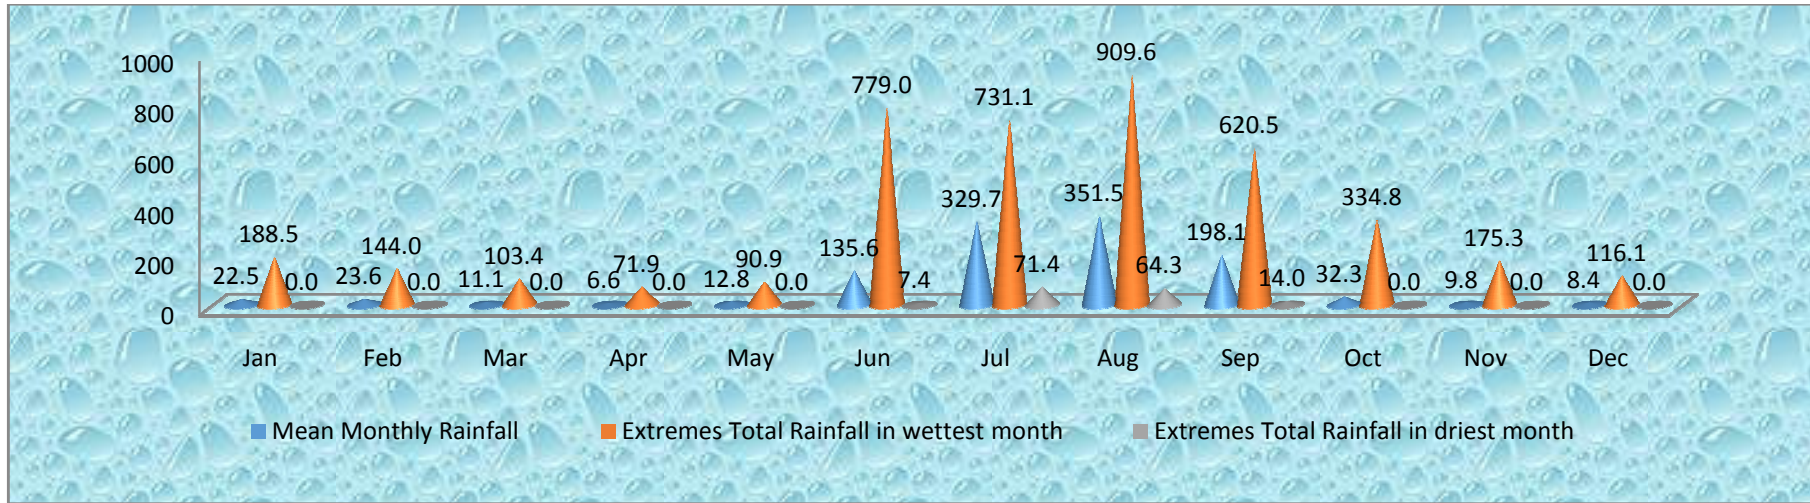 1000
800
600
400
200
0
22.5 188.5 0.0
23.6 144.0 0.0
11.1 103.4 0.0
6.6 71.9 0.0
12.8 90.9 0.0
135.6 779.0 7.4
329.7 731.1 71.4
351.5 909.6 64.3
198.1 620.5 14.0
32.3 334.8 0.0
9.8 175.3 0.0
8.4 116.1 0.0
Jan Feb Mar Apr May Jun Jul Aug Sep Oct Nov Dec
Mean Monthly Rainfall Extremes Total Rainfall in wettest month Extremes Total Rainfall in driest month